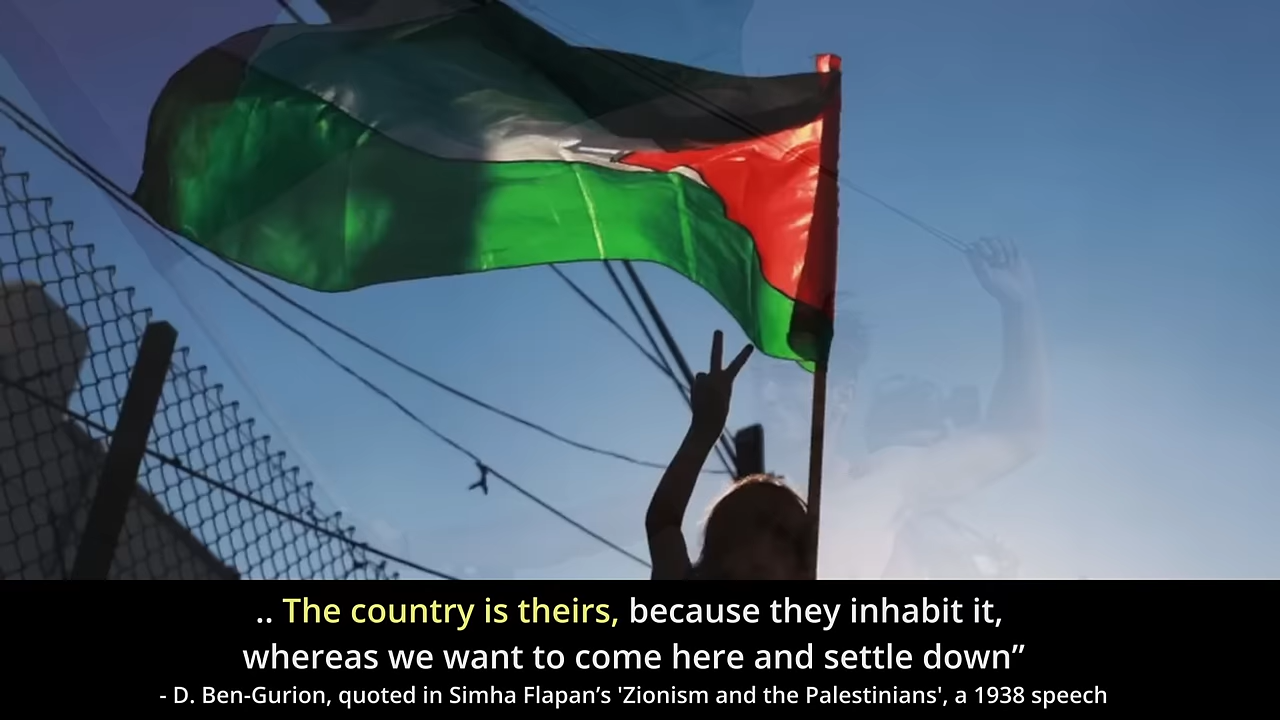 .. The country is theirs, because they inhabit it,
whereas we want to come here and settle down”
- D. Ben-Gurion, quoted in Simha Flapan’s 'Zionism and the Palestinians', a 1938 speech